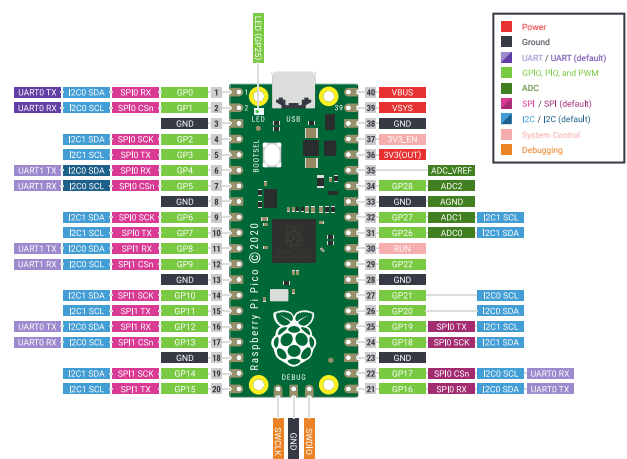 LED (GP25)
Power
Ground
UART / UART (default)
GPIO, PIO, and PWM
ADC
SPI / SPI (default)
I2C / I2C (default)
System Control
Debugging
UART0 TX I2C0 SDA SPI0 RX GP0 1
UART0 RX I2C0 SCL SPI0 CSn GP1 2
GND 3
I2C1 SDA SPI0 SCK GP2 4
I2C1 SCL SPI0 TX GP3 5
UART1 TX I2C0 SDA SPI0 RX GP4 6
UART1 RX I2C0 SCL SPI0 CSn GP5 7
GND 8
I2C1 SDA SPI0 SCK GP6 9
I2C1 SCL SPI0 TX GP7 10
UART1 TX I2C0 SDA SPI1 RX GP8 11
UART1 RX I2C0 SCL SPI1 CSn GP9 12
GND 13
I2C1 SDA SPI1 SCK GP10 14
I2C1 SCL SPI1 TX GP11 15
UART0 TX I2C0 SDA SPI1 RX GP12 16
UART0 RX I2C0 SCL SPI1 CSn GP13 17
GND 18
I2C1 SDA SPI1 SCK GP14 19
I2C1 SCL SPI1 TX GP15 20
1
2
39
LED
USB
BOOTSEL
Raspberry Pi Pico © 2020
DEBUG
40 VBUS
39 VSYS
38 GND
37 3V3_EN
36 3V3(OUT)
35 ADC_VREF
34 GP28 ADC2
33 GND AGND
32 GP27 ADC1 I2C1 SCL
31 GP26 ADC0 I2C1 SDA
30 RUN
29 GP22
28 GND
27 GP21 I2C0 SCL
26 GP20 I2C0 SDA
25 GP19 SPI0 TX I2C1 SCL
24 GP18 SPI0 SCK I2C1 SDA
23 GND
22 GP17 SPI0 CSn I2C0 SCL UART0 RX
21 GP16 SPI0 RX I2C0 SDA UART0 TX
SWCLK
GND
SWDIO